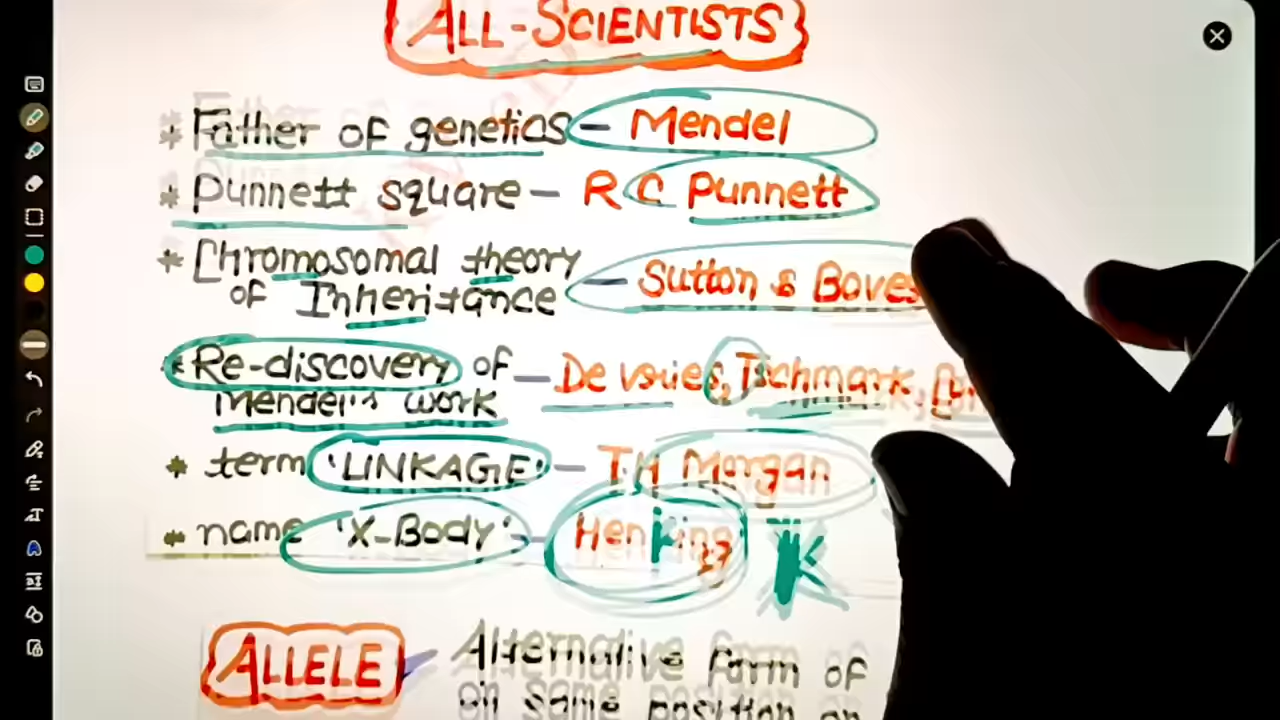 ALL-SCIENTISTS
* Father of genetics - Mendel
* Punnett square - R C Punnett
* Chromosomal theory
of Inheritance - Sutton & Boves
* Re-discovery of
Mendel's work - De vries, Tschmark,
* term 'LINKAGE' - T.H Morgan
* name 'X-Body' - Henking K
ALLELE Alternative form of
on same position on